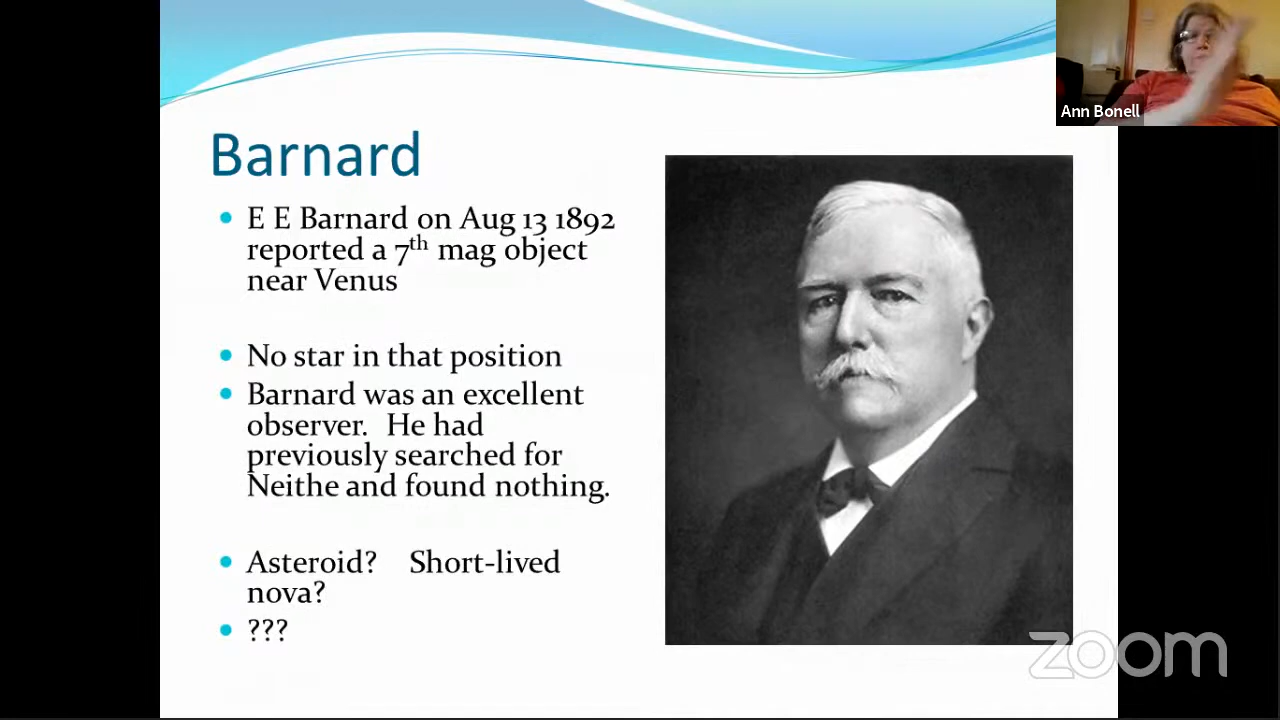 Ann Bonell
Barnard
E E Barnard on Aug 13 1892
reported a 7th mag object
near Venus
No star in that position
Barnard was an excellent
observer. He had
previously searched for
Neithe and found nothing.
Asteroid? Short-lived
nova?
???
zoom